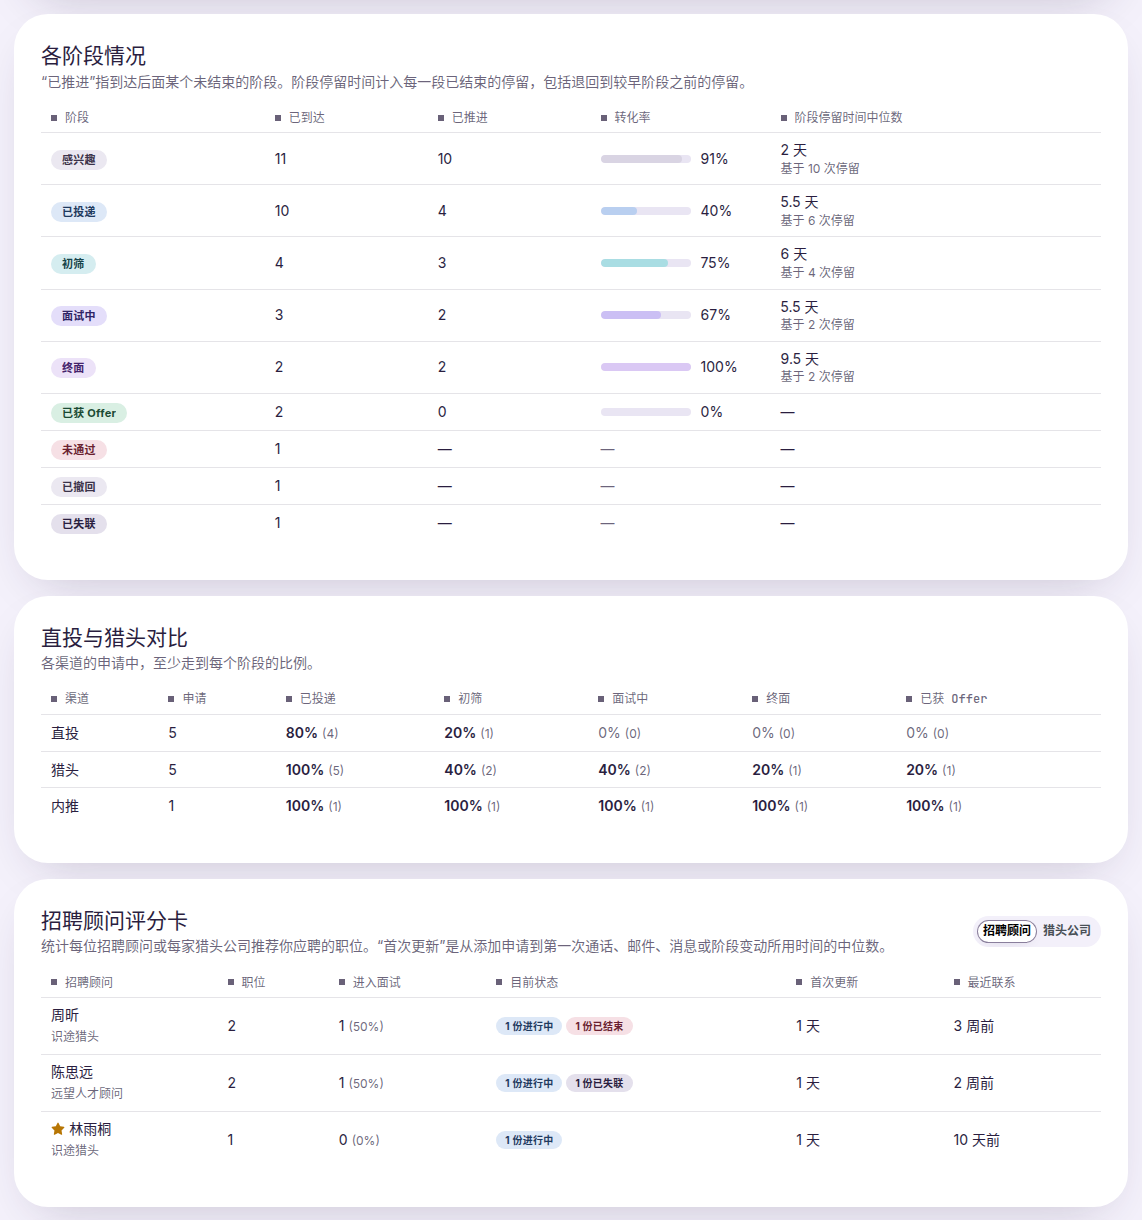 各阶段情况
“已推进”指到达后面某个未结束的阶段。阶段停留时间计入每一段已结束的停留，包括退回到较早阶段之前的停留。
阶段 已到达 已推进 转化率 阶段停留时间中位数
感兴趣 11 10 91% 2 天
基于 10 次停留
已投递 10 4 40% 5.5 天
基于 6 次停留
初筛 4 3 75% 6 天
基于 4 次停留
面试中 3 2 67% 5.5 天
基于 2 次停留
终面 2 2 100% 9.5 天
基于 2 次停留
已获 Offer 2 0 0% —
未通过 1 — — —
已撤回 1 — — —
已失联 1 — — —
直投与猎头对比
各渠道的申请中，至少走到每个阶段的比例。
渠道 申请 已投递 初筛 面试中 终面 已获 Offer
直投 5 80% (4) 20% (1) 0% (0) 0% (0) 0% (0)
猎头 5 100% (5) 40% (2) 40% (2) 20% (1) 20% (1)
内推 1 100% (1) 100% (1) 100% (1) 100% (1) 100% (1)
招聘顾问评分卡
统计每位招聘顾问或每家猎头公司推荐你应聘的职位。“首次更新”是从添加申请到第一次通话、邮件、消息或阶段变动所用时间的中位数。
招聘顾问 猎头公司
招聘顾问 职位 进入面试 目前状态 首次更新 最近联系
周昕 2 1 (50%) 1 份进行中 1 份已结束 1 天 3 周前
识途猎头
陈思远 2 1 (50%) 1 份进行中 1 份已失联 1 天 2 周前
远望人才顾问
林雨桐 1 0 (0%) 1 份进行中 1 天 10 天前
识途猎头